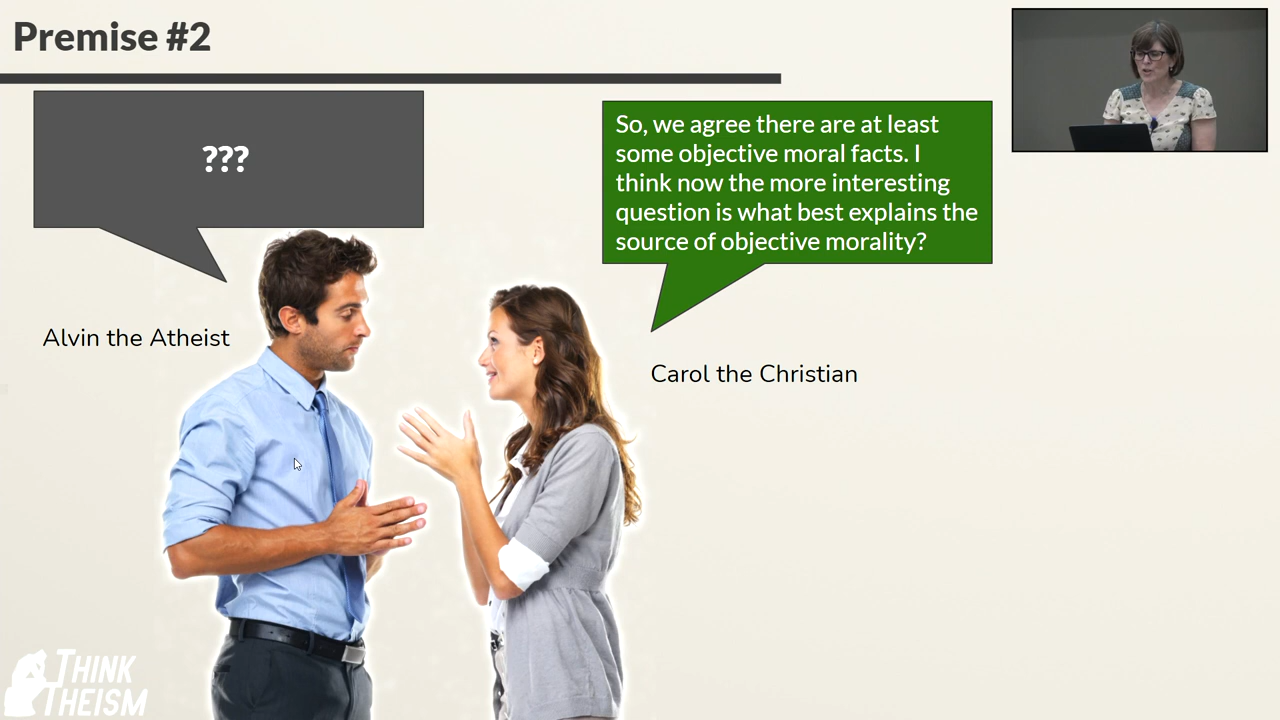 Premise #2
???
So, we agree there are at least
some objective moral facts. I
think now the more interesting
question is what best explains the
source of objective morality?
Alvin the Atheist
Carol the Christian
THINK
THEISM